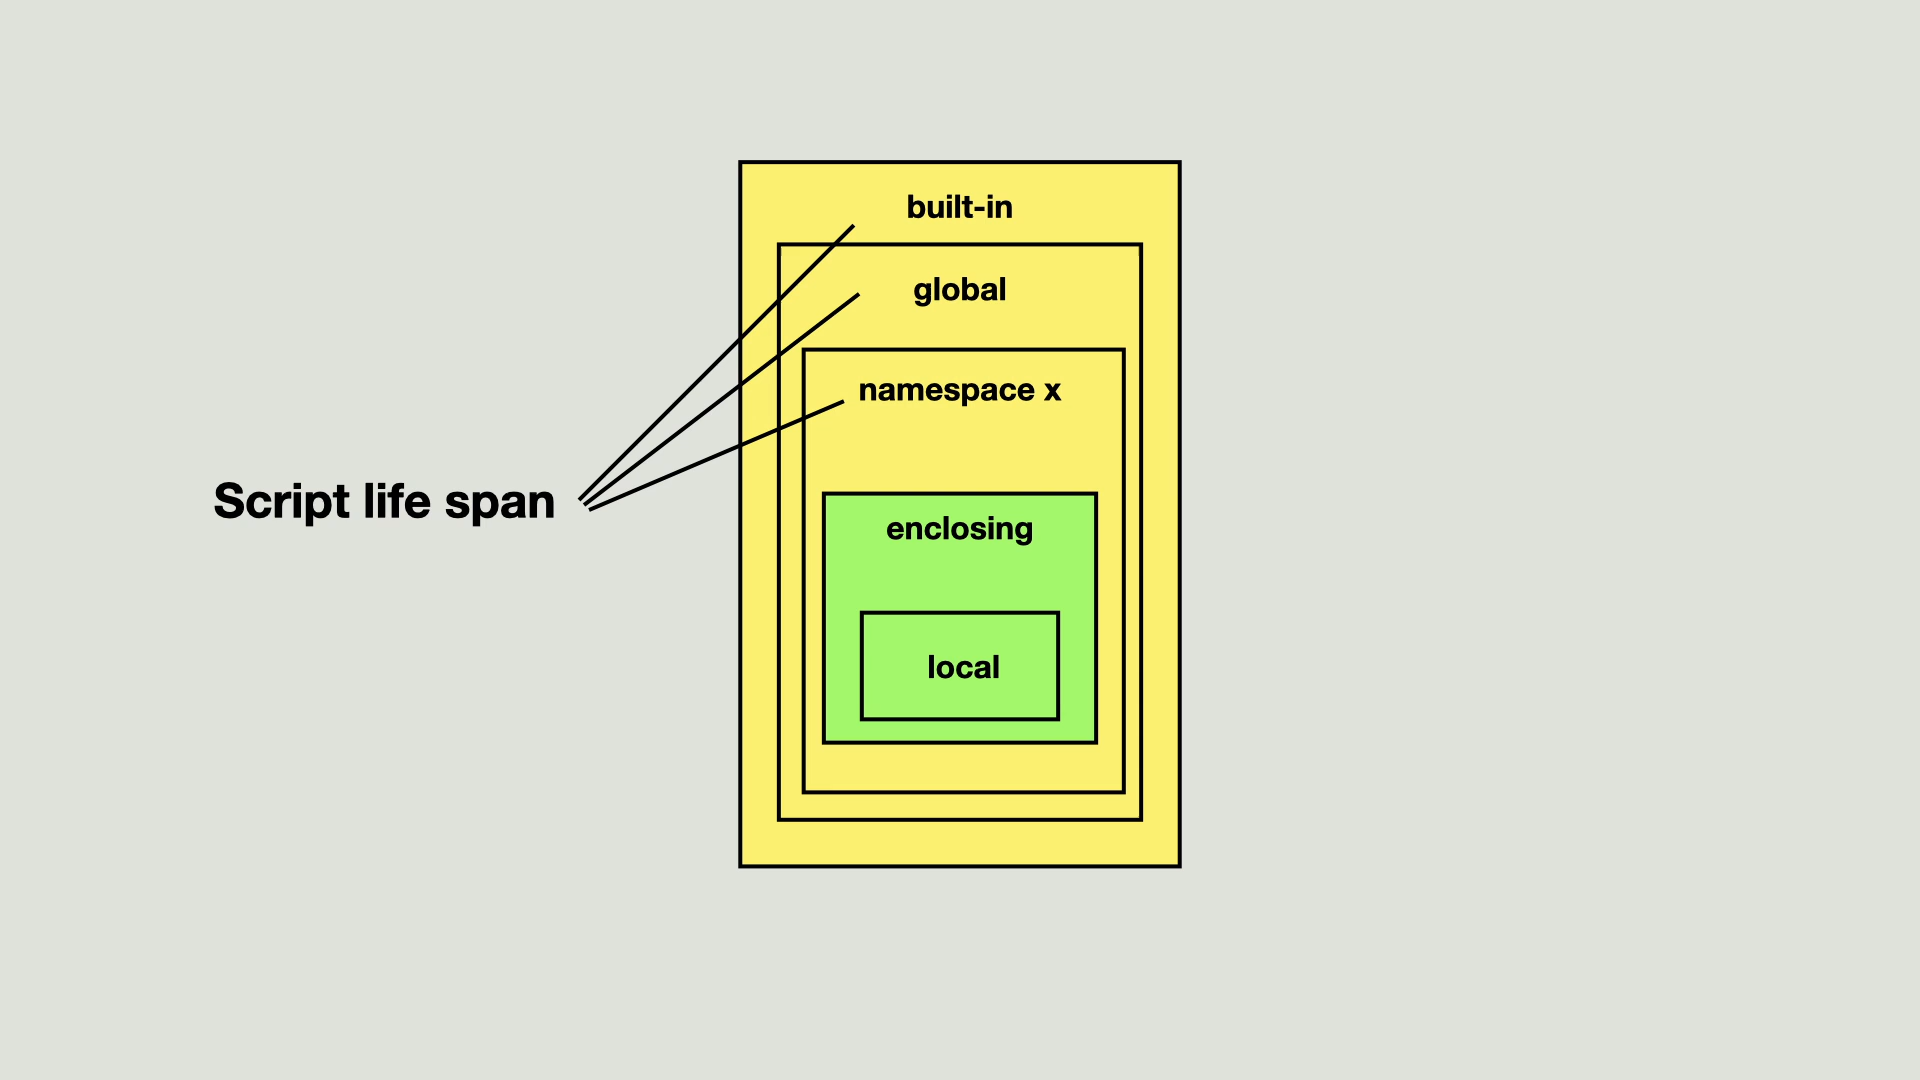 built-in
global
namespace x
Script life span
enclosing
local